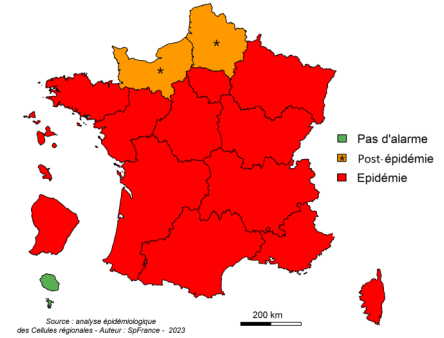 *
*
Pas d'alarme
* Post-épidémie
Epidémie
200 km
Source : analyse épidémiologique
des Cellules régionales - Auteur : SpFrance - 2023